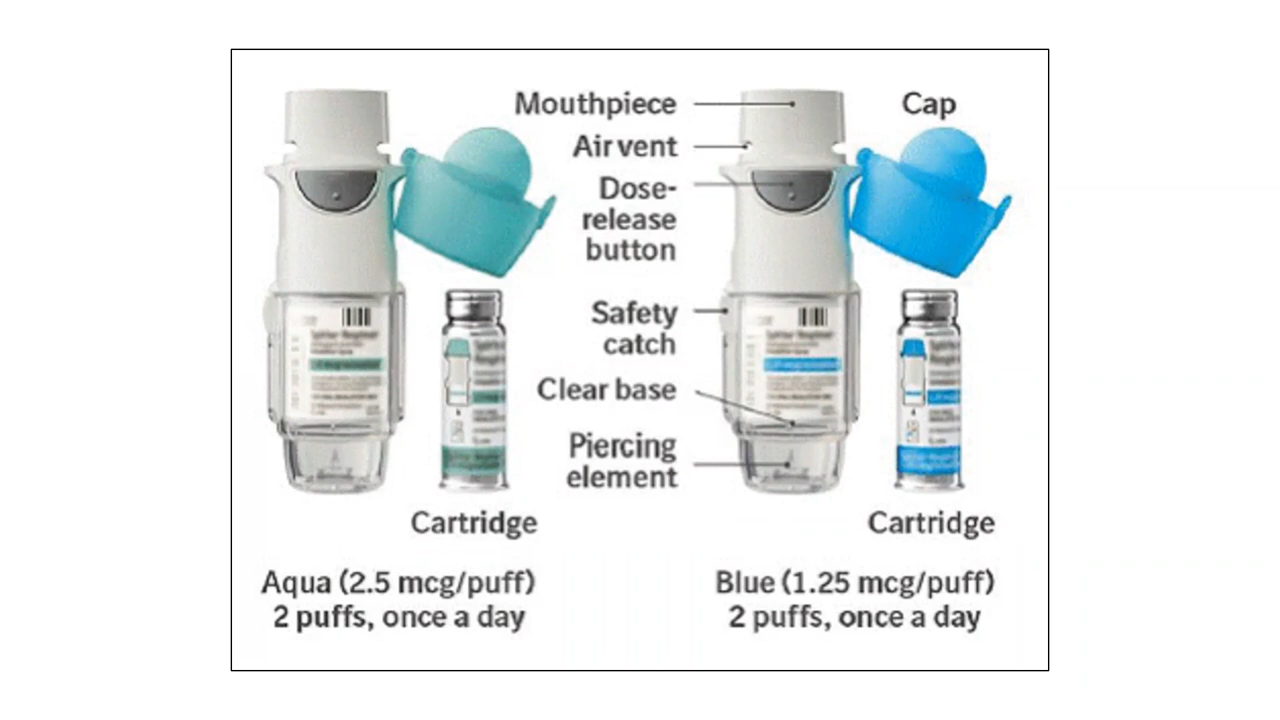 Mouthpiece
Cap
Air vent
Dose-
release
button
Safety
catch
Clear base
Piercing
element
Cartridge
Cartridge
Aqua (2.5 mcg/puff)
2 puffs, once a day
Blue (1.25 mcg/puff)
2 puffs, once a day